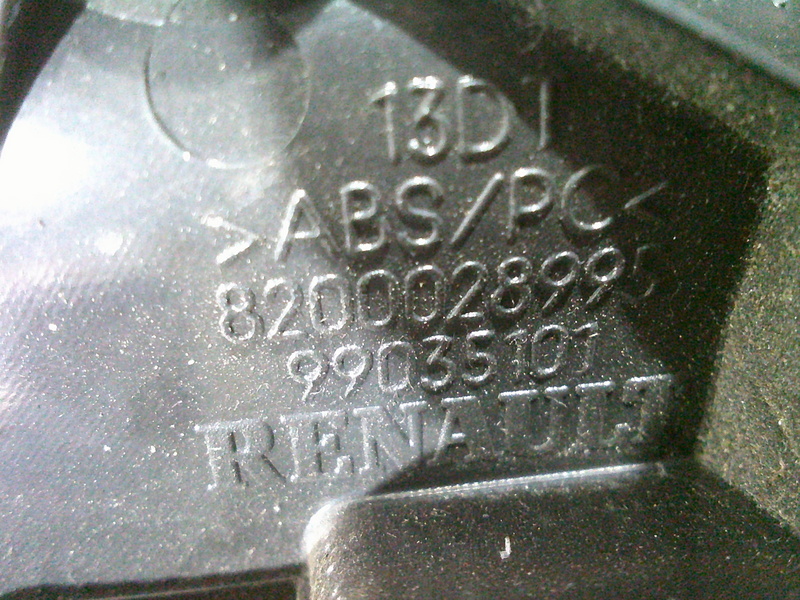 13D1
>ABS/PC<
8200028995
99035101
RENAULT